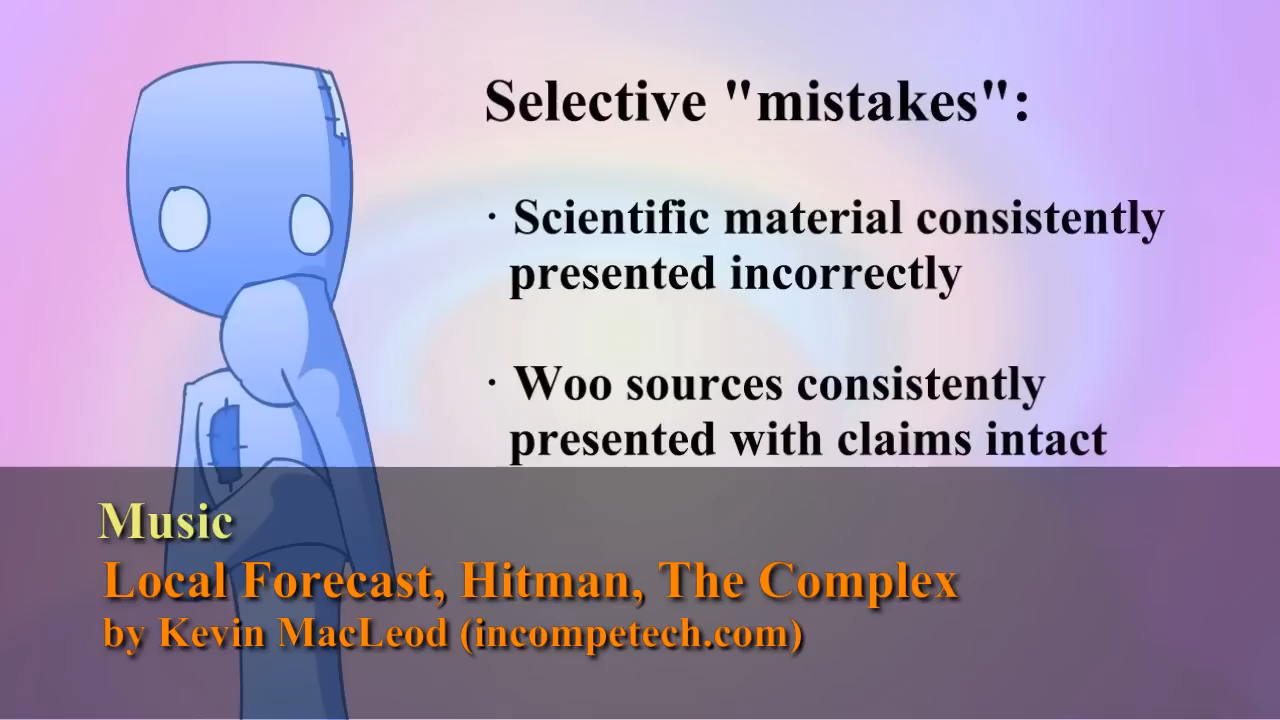 Selective "mistakes":
· Scientific material consistently
presented incorrectly
· Woo sources consistently
presented with claims intact
Music
Local Forecast, Hitman, The Complex
by Kevin MacLeod (incompetech.com)